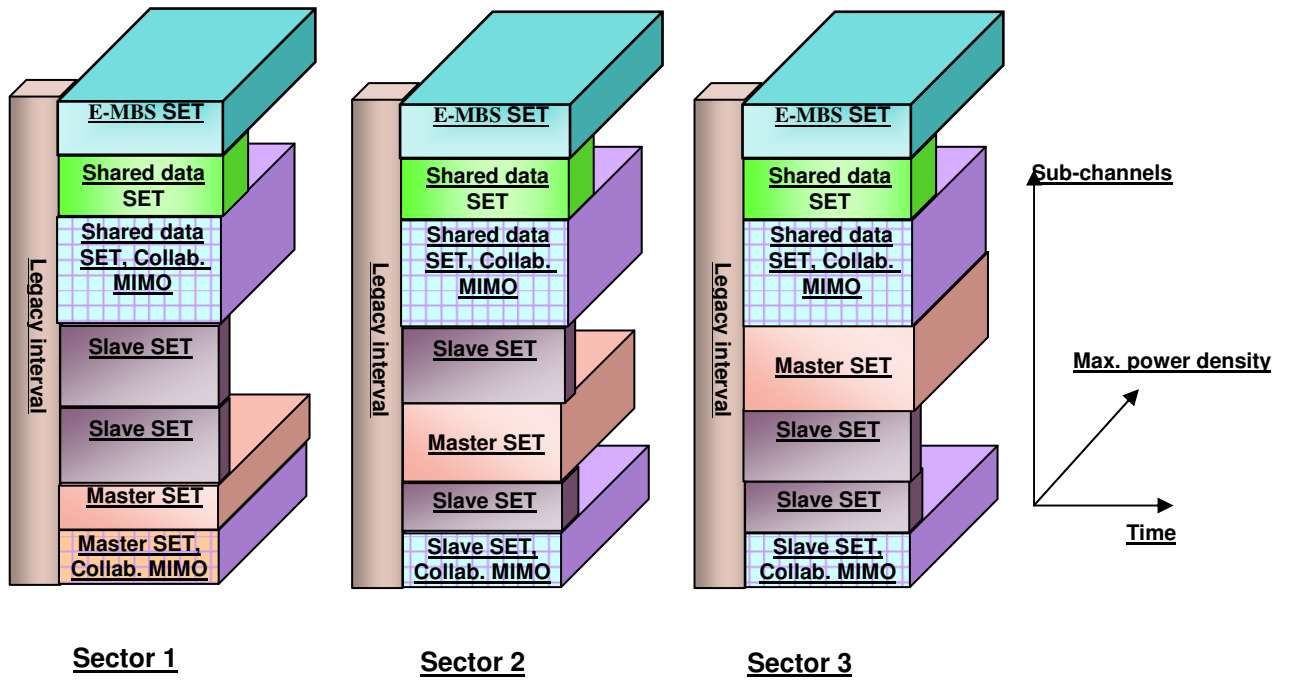 E-MBS SET
Shared data
SET
Shared data
SET, Collab.
MIMO
Slave SET
Slave SET
Master SET
Master SET,
Collab. MIMO
Legacy interval
Sector 1
E-MBS SET
Shared data
SET
Shared data
SET, Collab.
MIMO
Slave SET
Master SET
Slave SET
Slave SET,
Collab. MIMO
Legacy interval
Sector 2
E-MBS SET
Shared data
SET
Shared data
SET, Collab.
MIMO
Master SET
Slave SET
Slave SET
Slave SET,
Collab. MIMO
Legacy interval
Sector 3
Sub-channels
Max. power density
Time